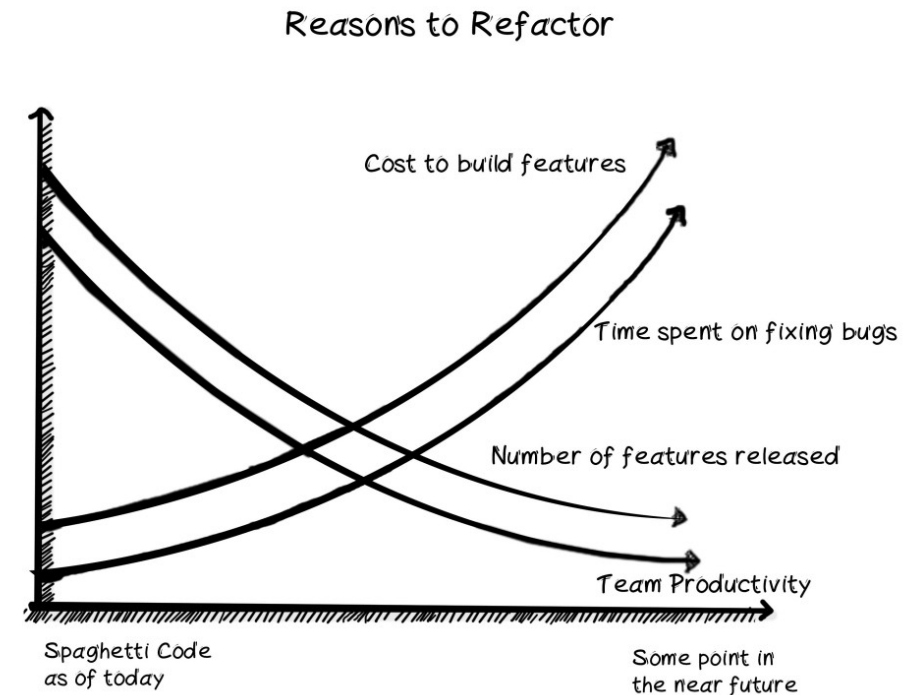 Reasons to Refactor
Cost to build features
Time spent on fixing bugs
Number of features released
Team Productivity
Spaghetti Code
as of today
Some point in
the near future